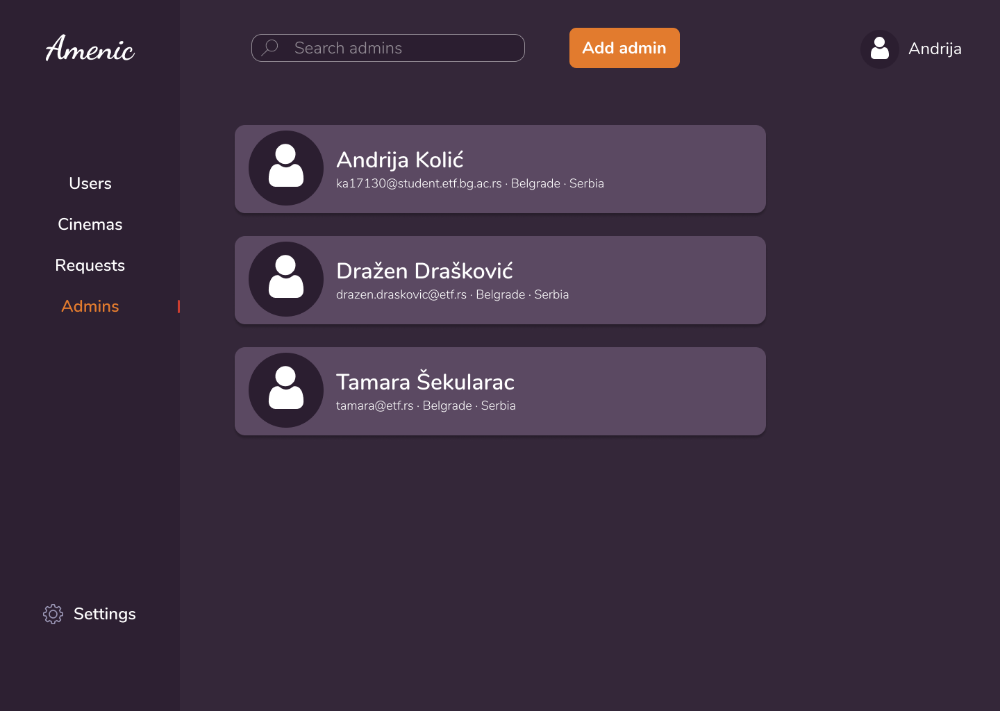 Amenic
Search admins
Add admin
Andrija
Users
Cinemas
Requests
Admins
Settings
Andrija Kolić
ka17130@student.etf.bg.ac.rs · Belgrade · Serbia
Dražen Drašković
drazen.draskovic@etf.rs · Belgrade · Serbia
Tamara Šekularac
tamara@etf.rs · Belgrade · Serbia